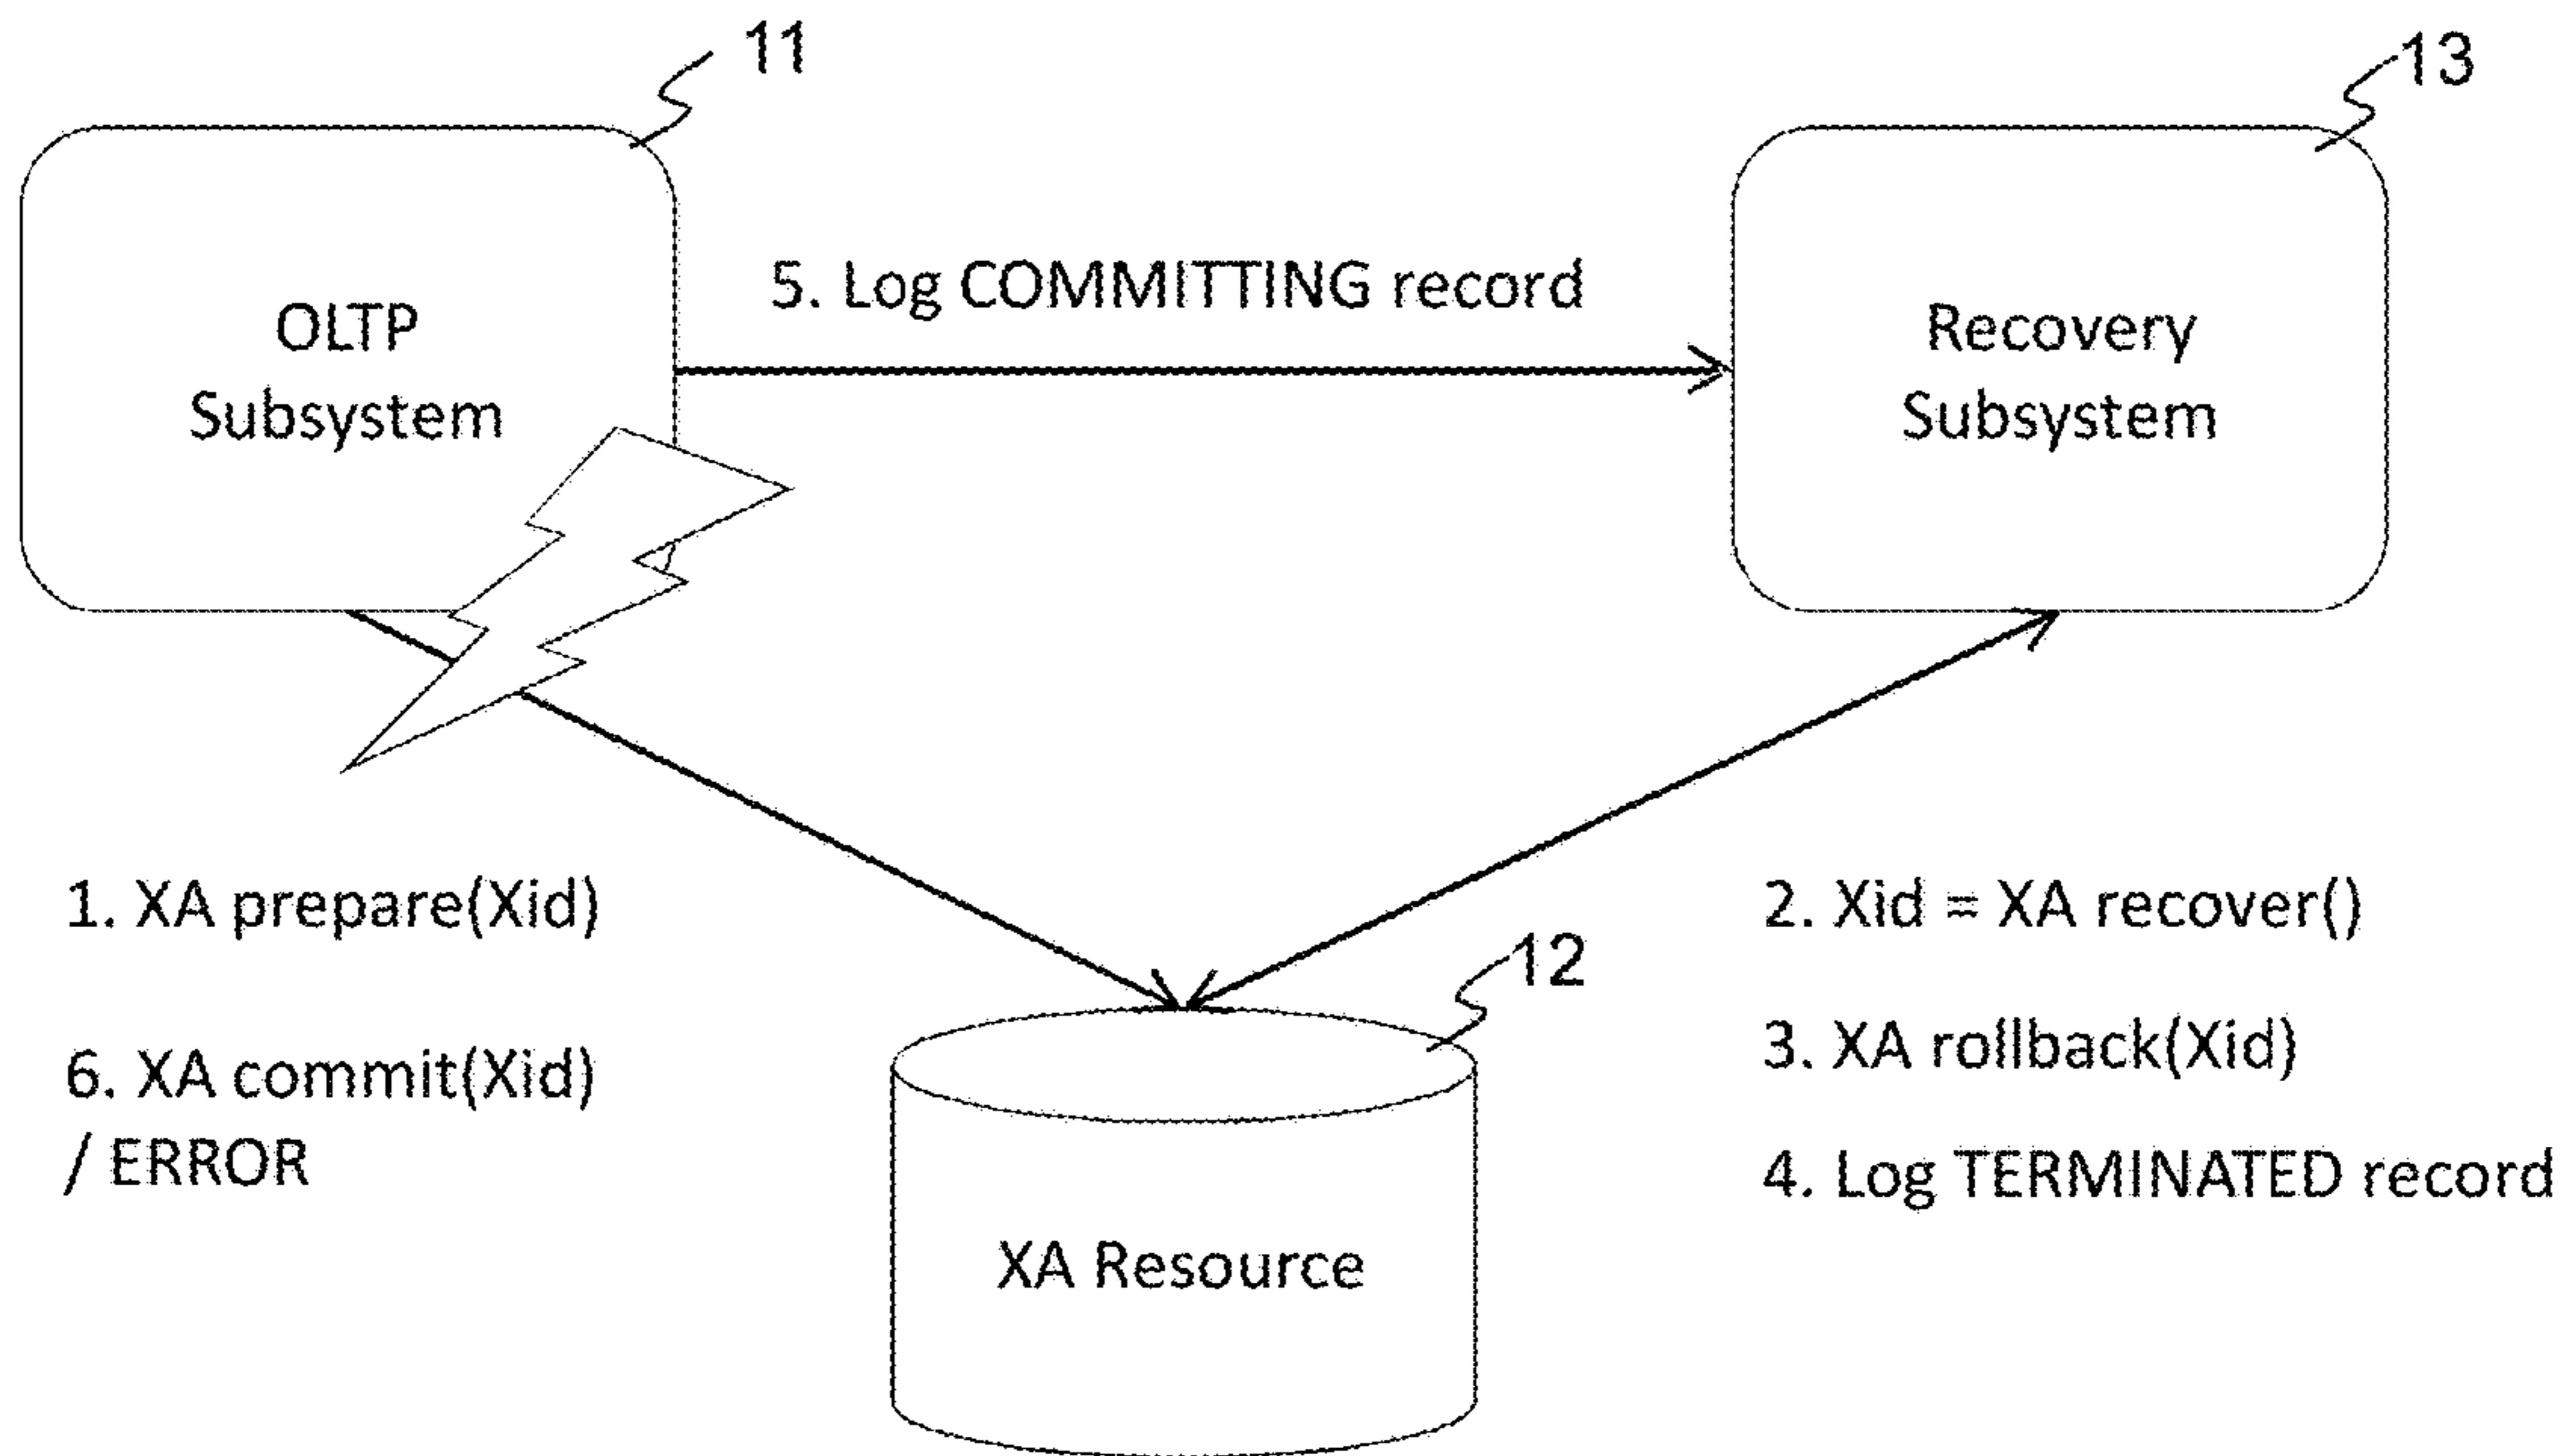 11
13
OLTP
Subsystem
5. Log COMMITTING record
Recovery
Subsystem
1. XA prepare(Xid)
2. Xid = XA recover()
12
6. XA commit(Xid)
/ ERROR
3. XA rollback(Xid)
4. Log TERMINATED record
XA Resource